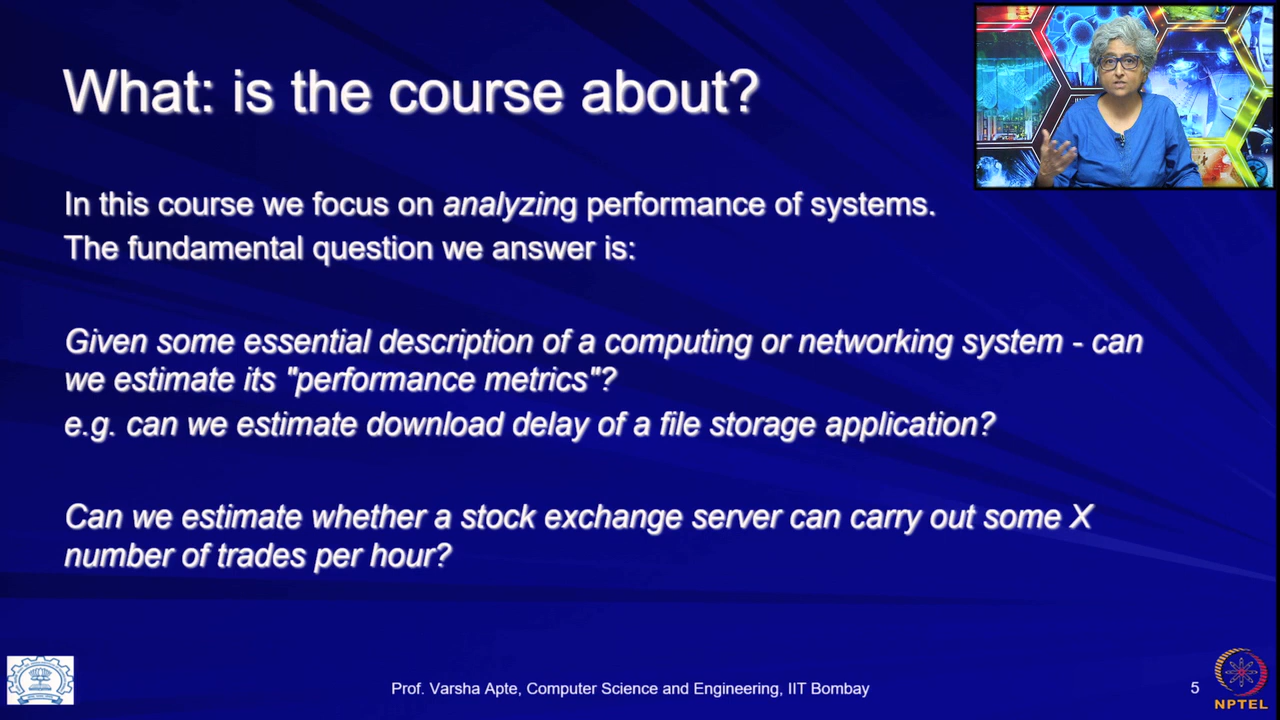 What: is the course about?
In this course we focus on analyzing performance of systems.
The fundamental question we answer is:
Given some essential description of a computing or networking system - can
we estimate its "performance metrics"?
e.g. can we estimate download delay of a file storage application?
Can we estimate whether a stock exchange server can carry out some X
number of trades per hour?
Prof. Varsha Apte, Computer Science and Engineering, IIT Bombay
5
NPTEL